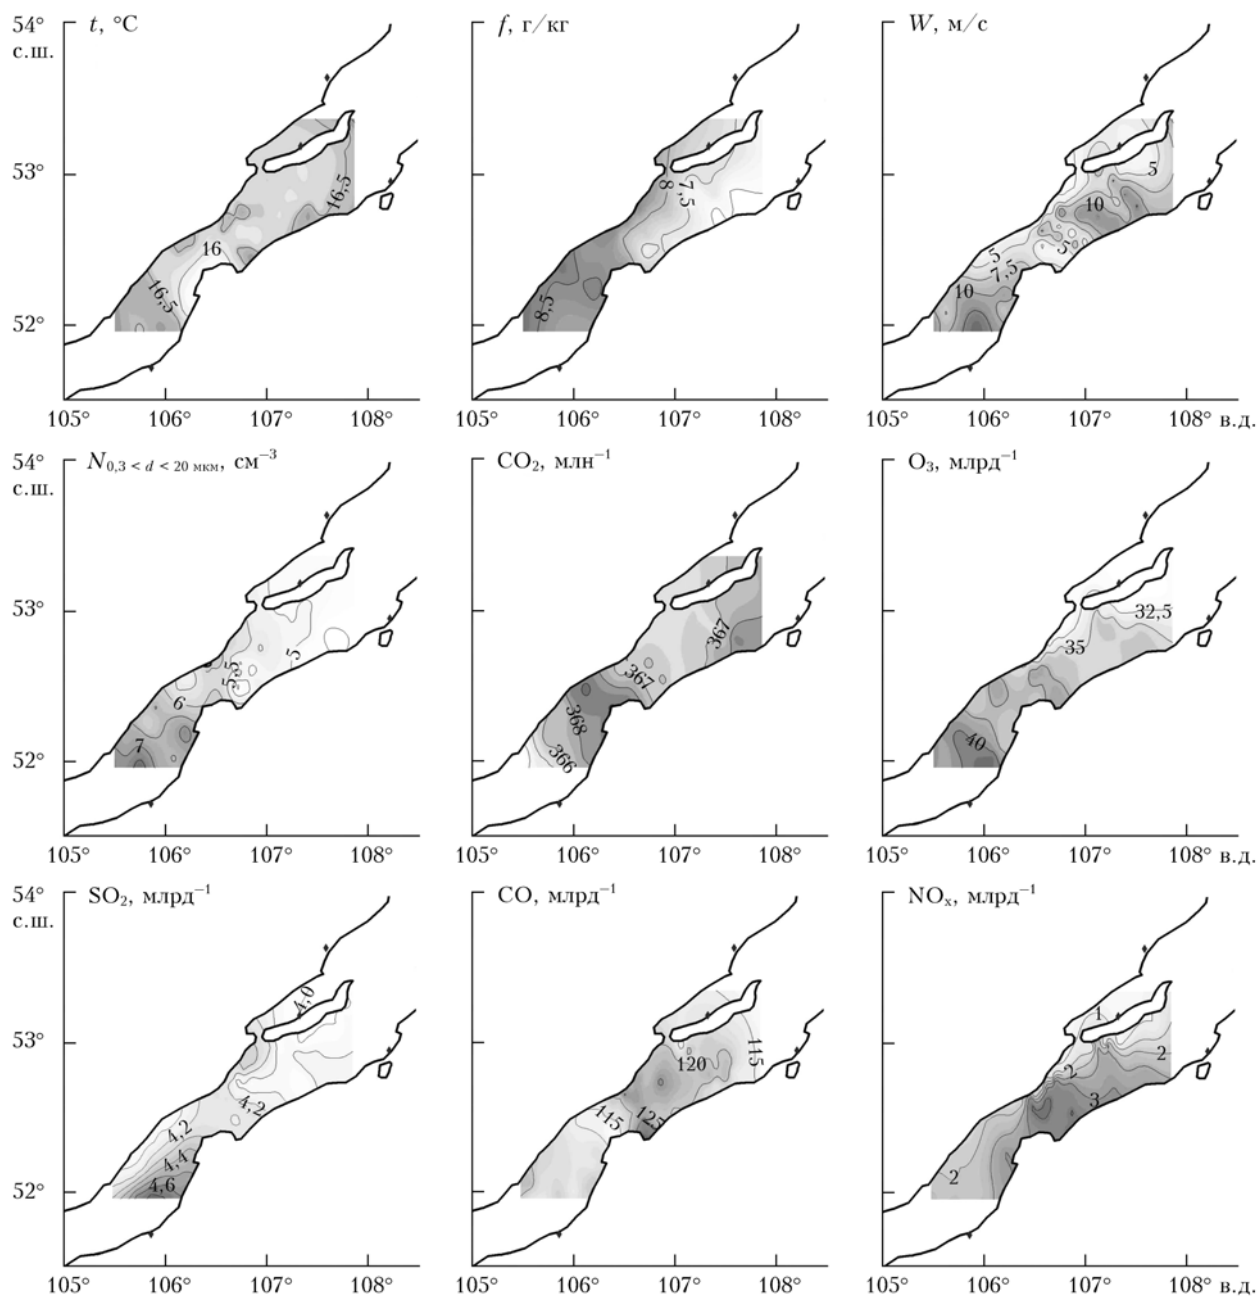 54°
с.ш.
t, °C
f, г/кг
W, м/с
53°
52°
16,5
16
16,5
8
7,5
8,5
5
10
5
5
7,5
10
105° 106° 107° 108°
106° 107° 108°
105° 106° 107° 108° в.д.
54°
с.ш.
N0,3 < d < 20 мкм, см−3
CO2, млн−1
O3, млрд−1
53°
52°
5
5,5
6
7
367
367
368
366
32,5
35
40
105° 106° 107° 108°
106° 107° 108°
105° 106° 107° 108° в.д.
54°
с.ш.
SO2, млрд−1
CO, млрд−1
NOx, млрд−1
53°
52°
4,0
4,2
4,2
4,4
4,6
115
120
125
115
1
2
2
3
2
105° 106° 107° 108°
106° 107° 108°
105° 106° 107° 108° в.д.